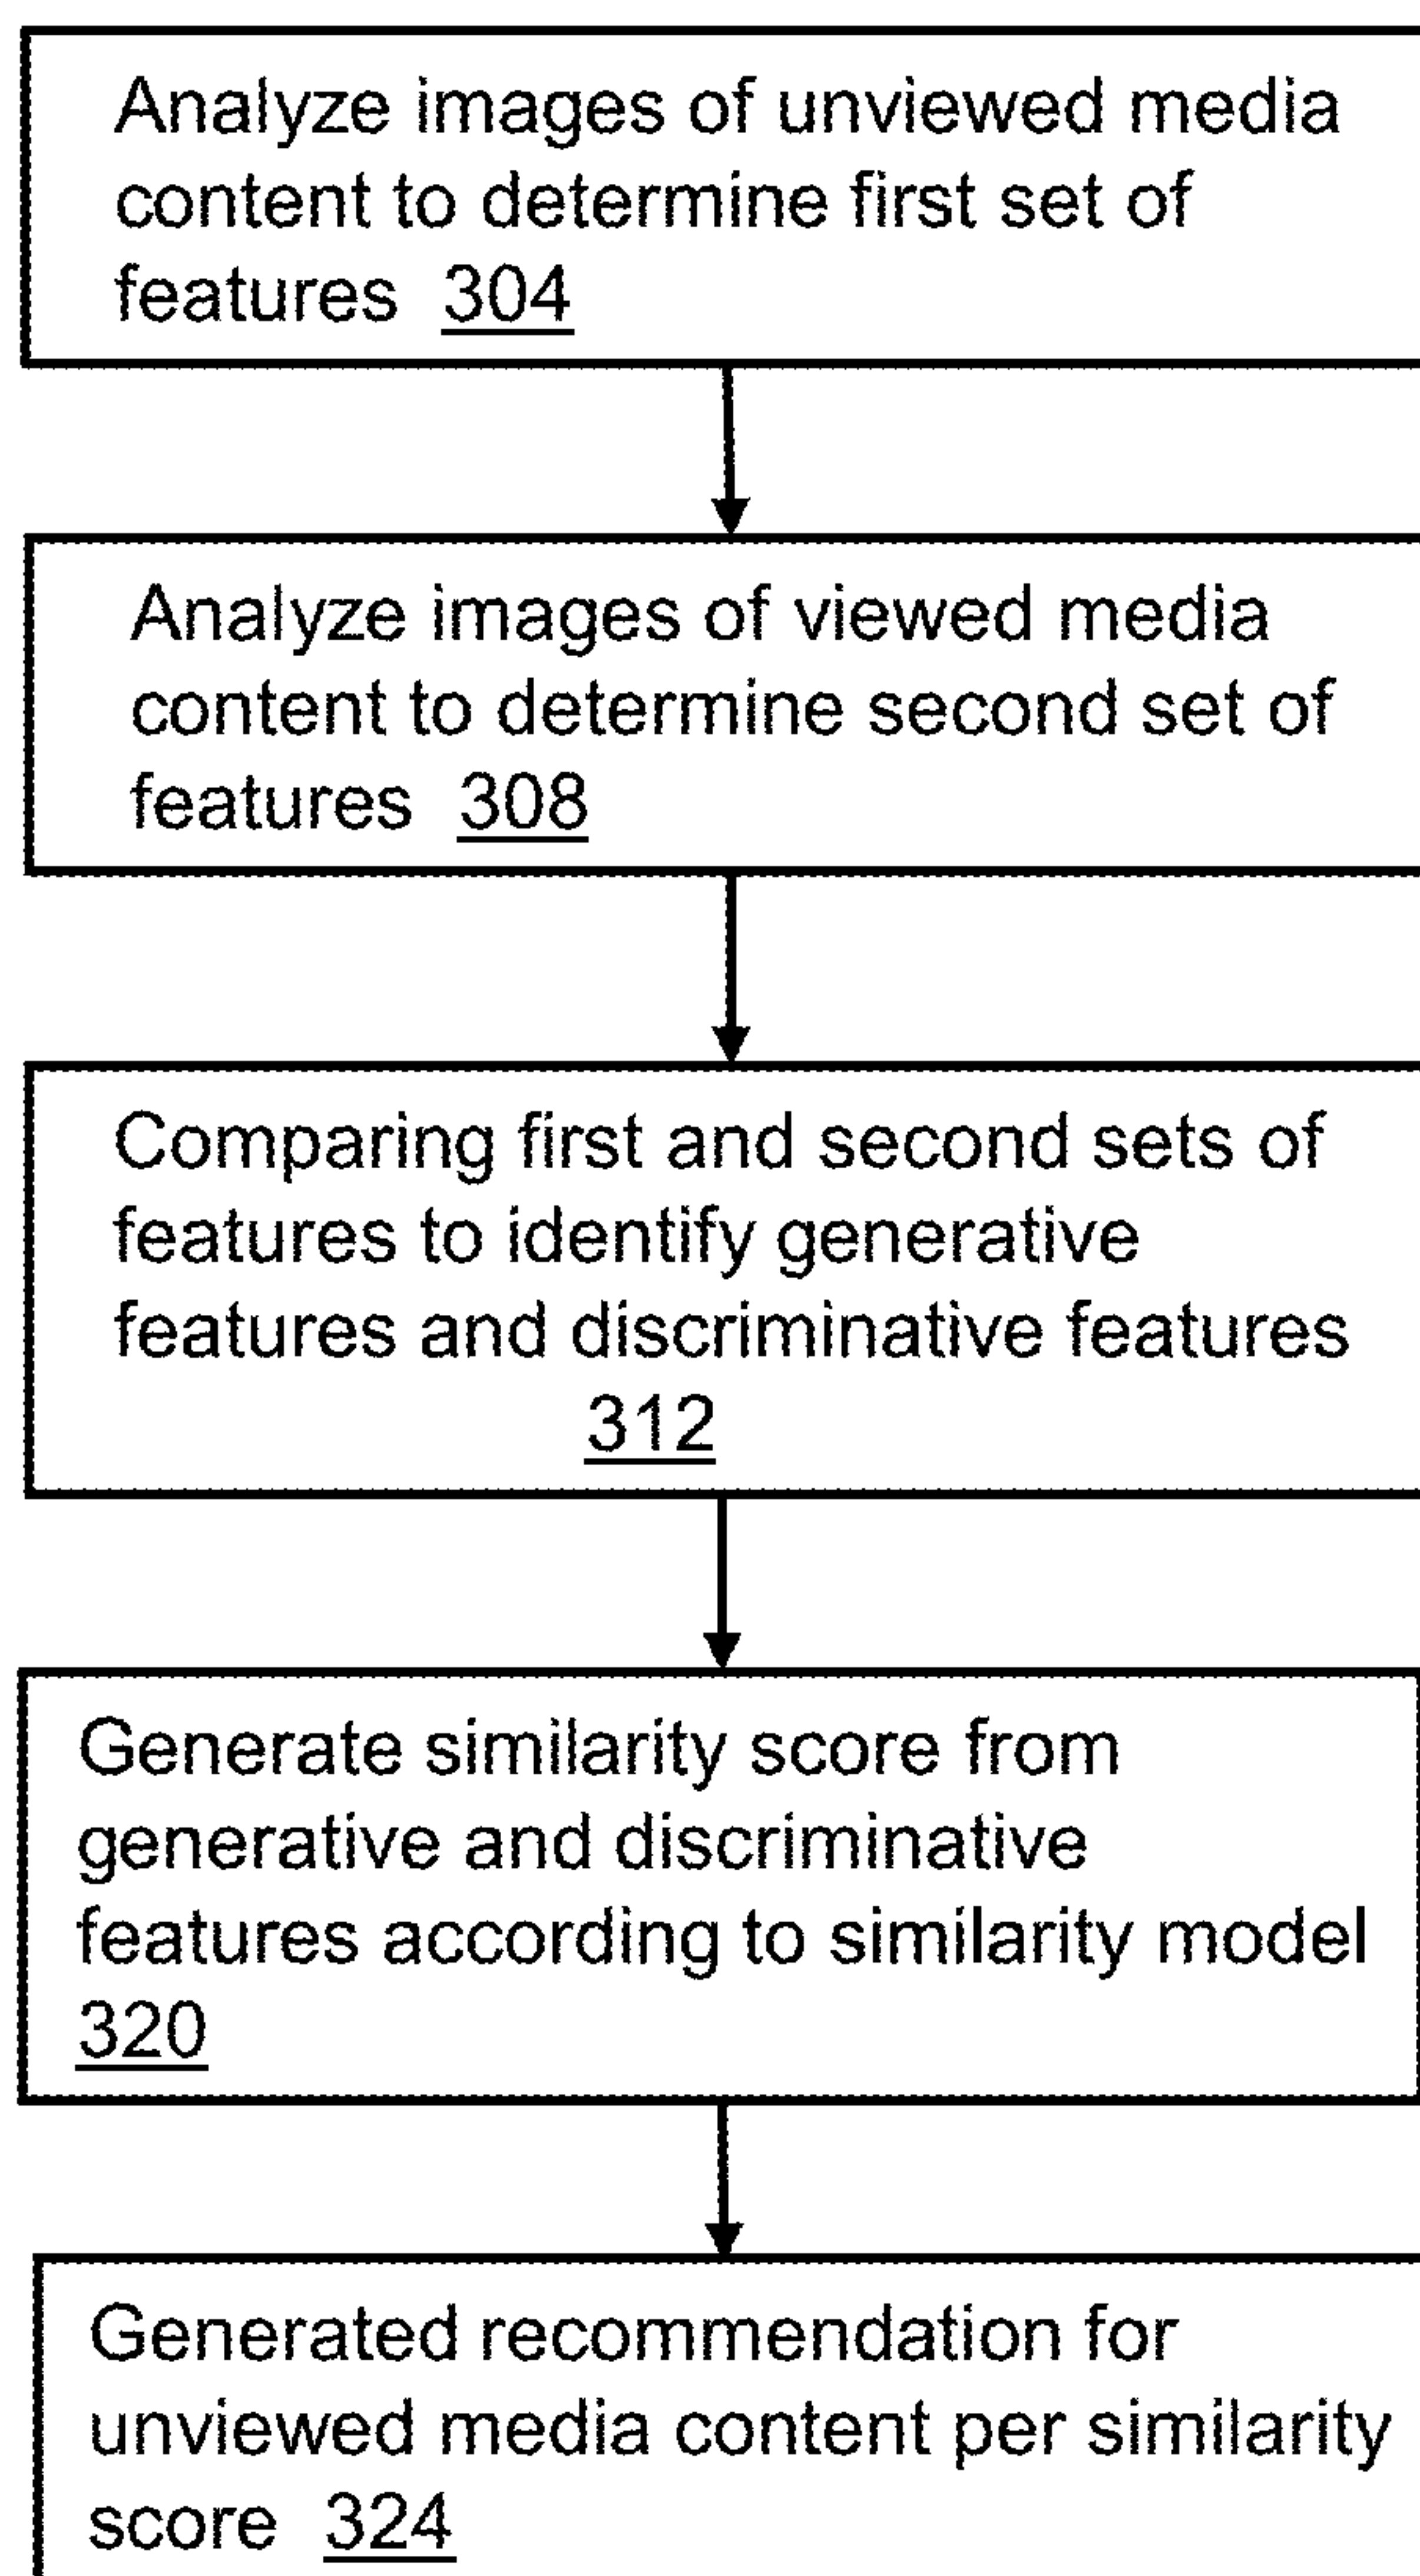 Analyze images of unviewed media
content to determine first set of
features 304
Analyze images of viewed media
content to determine second set of
features 308
Comparing first and second sets of
features to identify generative
features and discriminative features
312
Generate similarity score from
generative and discriminative
features according to similarity model
320
Generated recommendation for
unviewed media content per similarity
score 324